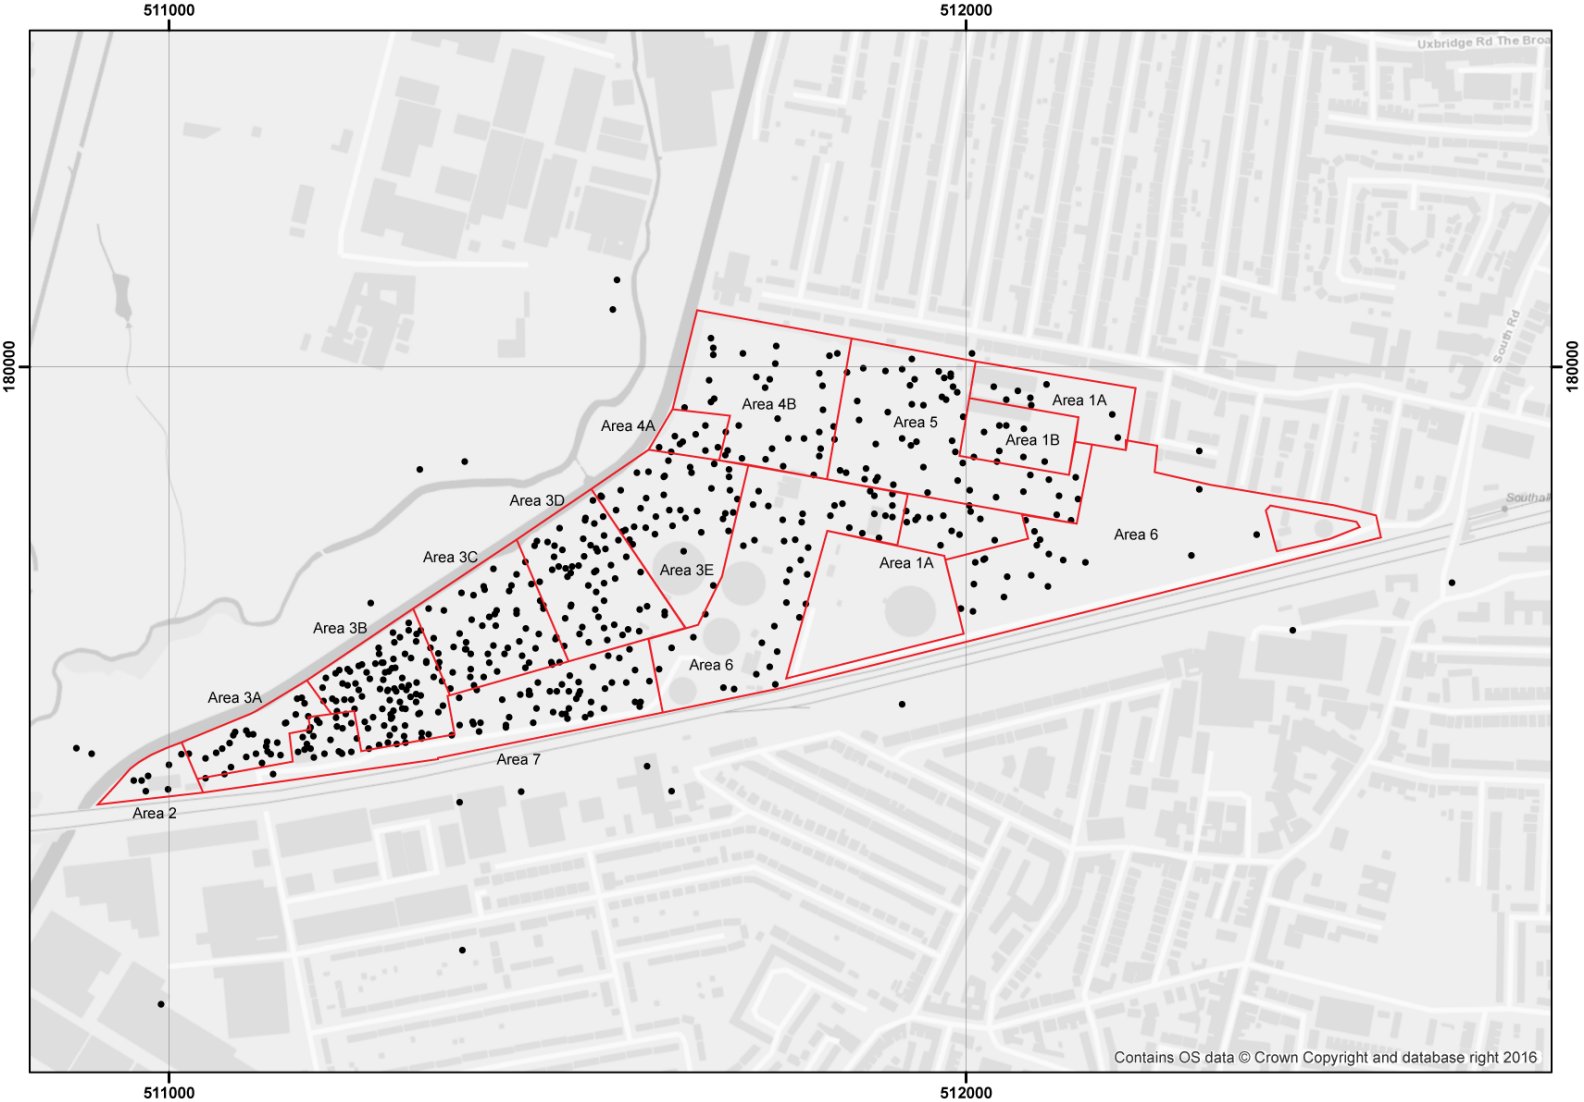 511000
512000
Uxbridge Rd The Broa
South Rd
180000
180000
Area 4B
Area 1A
Area 4A
Area 5
Area 1B
Southall
Area 3D
Area 6
Area 3C
Area 3E
Area 1A
Area 3B
Area 6
Area 3A
Area 7
Area 2
Contains OS data © Crown Copyright and database right 2016
511000
512000